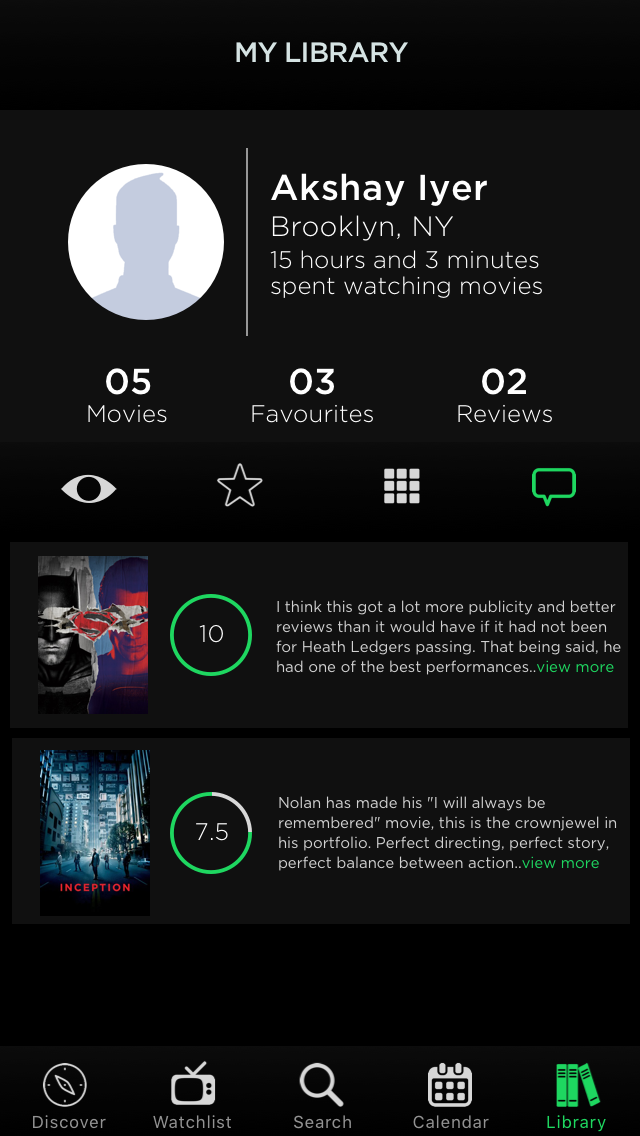 MY LIBRARY
Akshay Iyer
Brooklyn, NY
15 hours and 3 minutes
spent watching movies
05
Movies
03
Favourites
02
Reviews
10
I think this got a lot more publicity and better
reviews than it would have if it had not been
for Heath Ledgers passing. That being said, he
had one of the best performances..view more
INCEPTION
7.5
Nolan has made his "I will always be
remembered" movie, this is the crownjewel in
his portfolio. Perfect directing, perfect story,
perfect balance between action..view more
Discover
Watchlist
Search
Calendar
Library